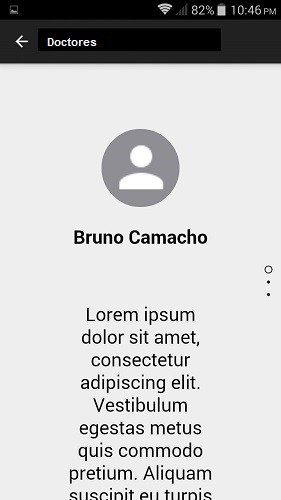 82% 10:46 PM
Doctores
Bruno Camacho
Lorem ipsum
dolor sit amet,
consectetur
adipiscing elit.
Vestibulum
egestas metus
quis commodo
pretium. Aliquam
suscipit eu turpis